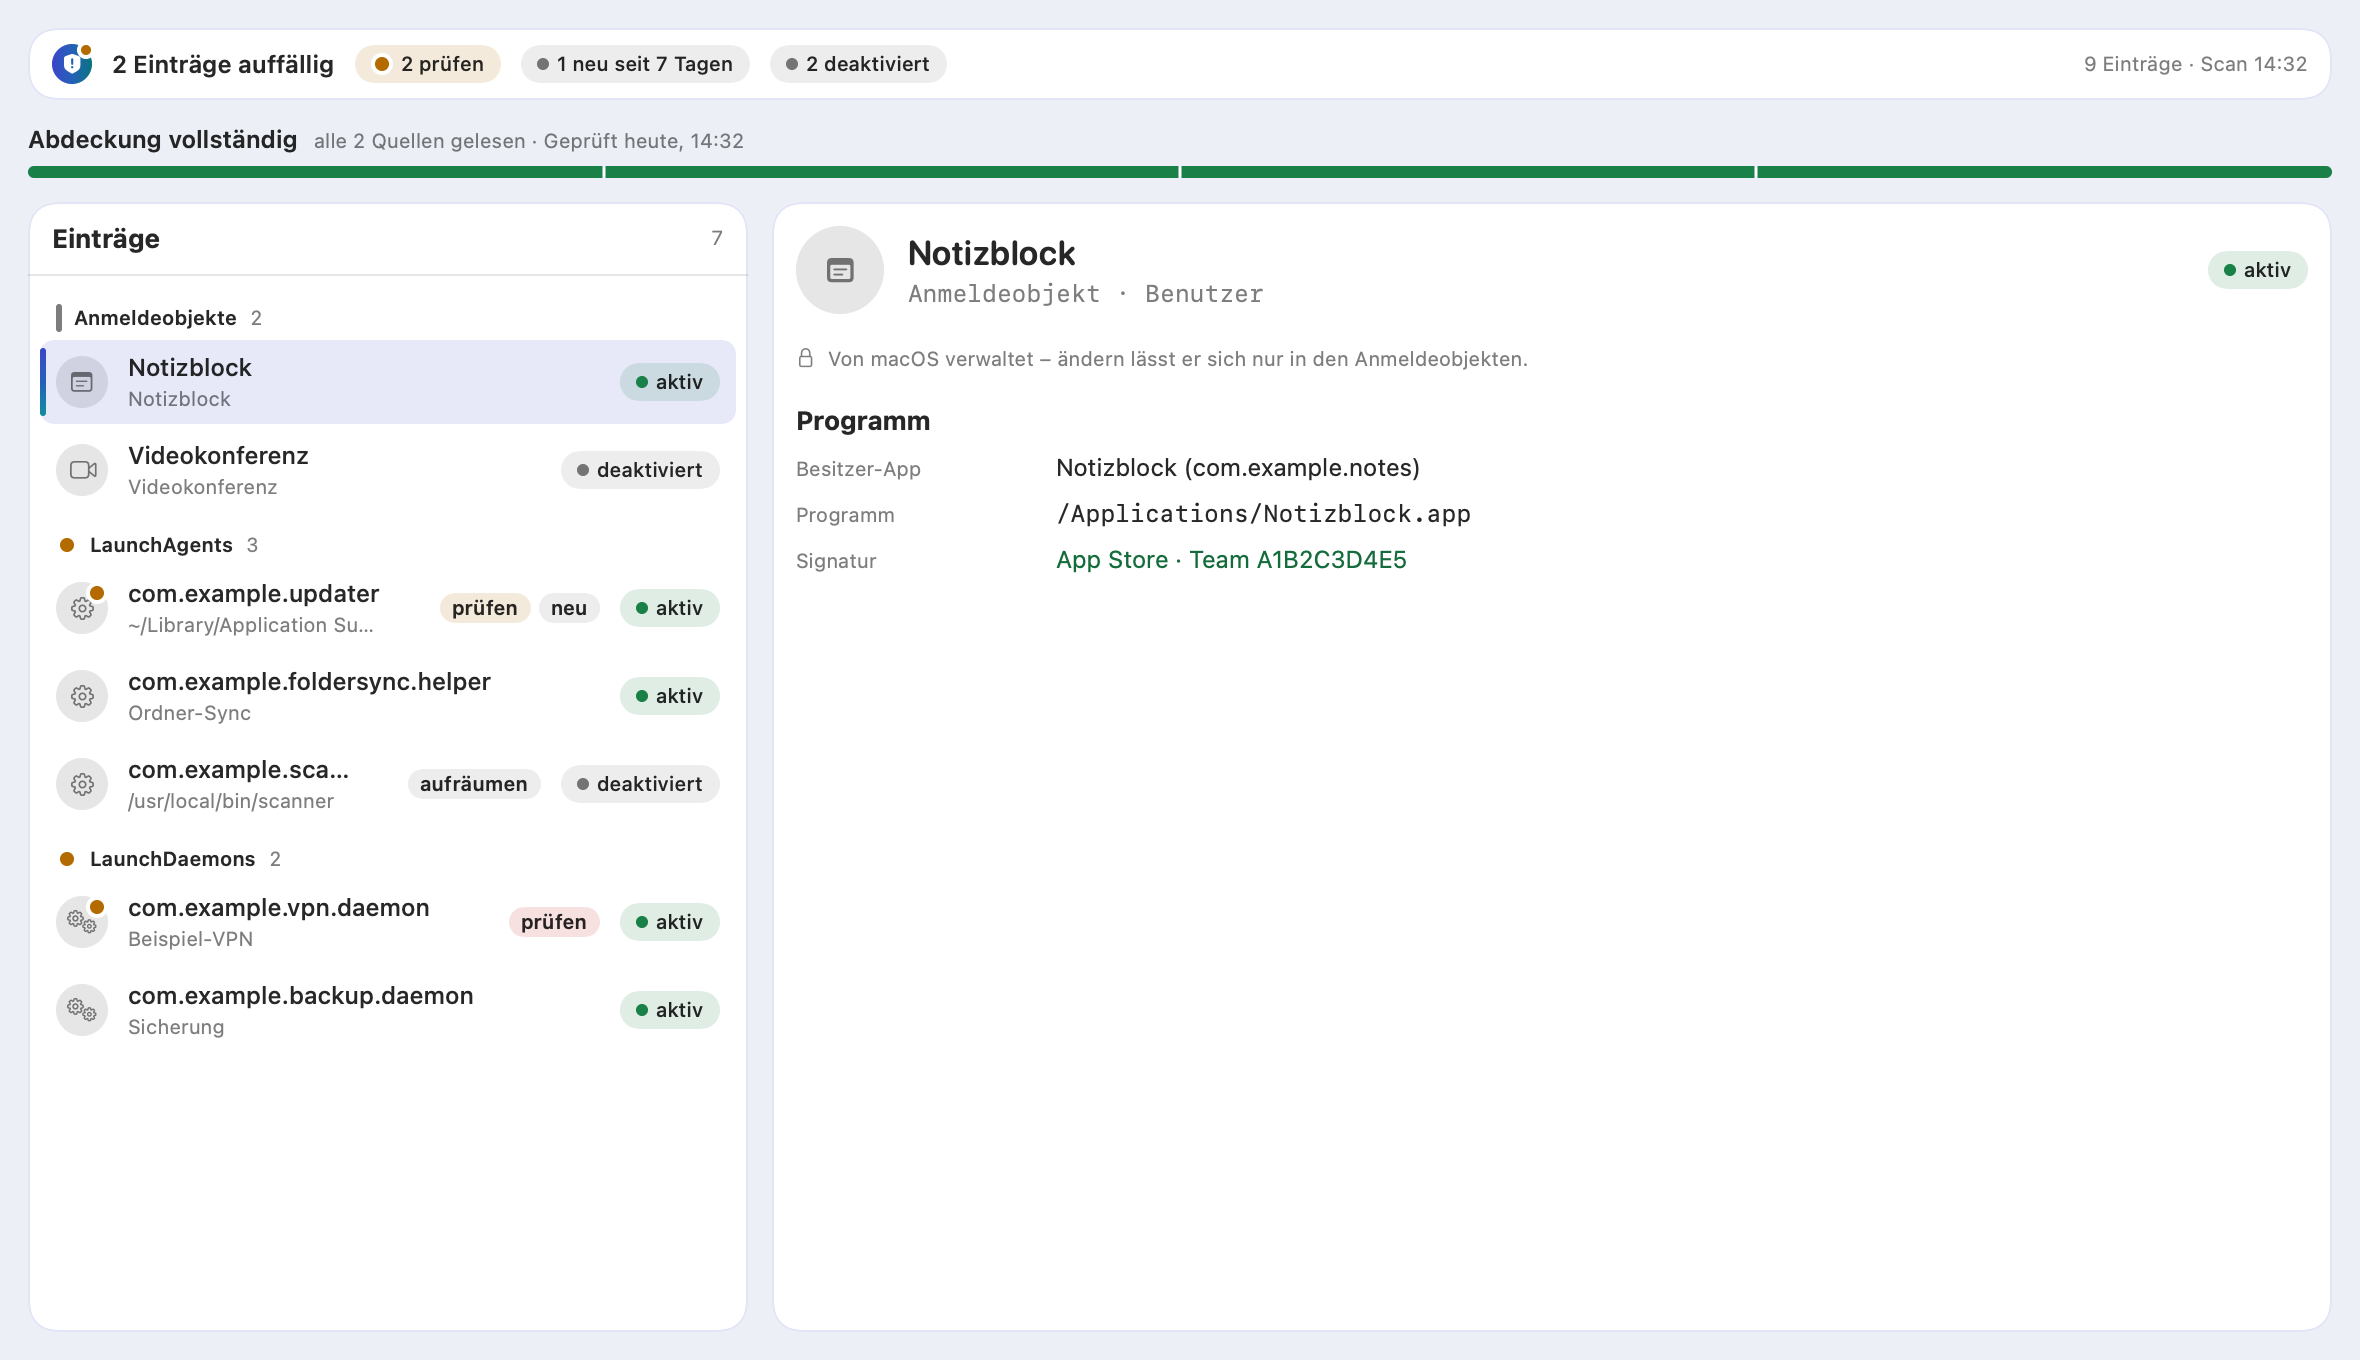 2 Einträge auffällig
2 prüfen
1 neu seit 7 Tagen
2 deaktiviert
9 Einträge · Scan 14:32
Abdeckung vollständig alle 2 Quellen gelesen · Geprüft heute, 14:32
Einträge 7
Anmeldeobjekte 2
Notizblock
Notizblock
aktiv
Videokonferenz
Videokonferenz
deaktiviert
LaunchAgents 3
com.example.updater
~/Library/Application Su...
prüfen
neu
aktiv
com.example.foldersync.helper
Ordner-Sync
aktiv
com.example.sca...
/usr/local/bin/scanner
aufräumen
deaktiviert
LaunchDaemons 2
com.example.vpn.daemon
Beispiel-VPN
prüfen
aktiv
com.example.backup.daemon
Sicherung
aktiv
Notizblock
Anmeldeobjekt · Benutzer
aktiv
Von macOS verwaltet – ändern lässt er sich nur in den Anmeldeobjekten.
Programm
Besitzer-App Notizblock (com.example.notes)
Programm /Applications/Notizblock.app
Signatur App Store · Team A1B2C3D4E5